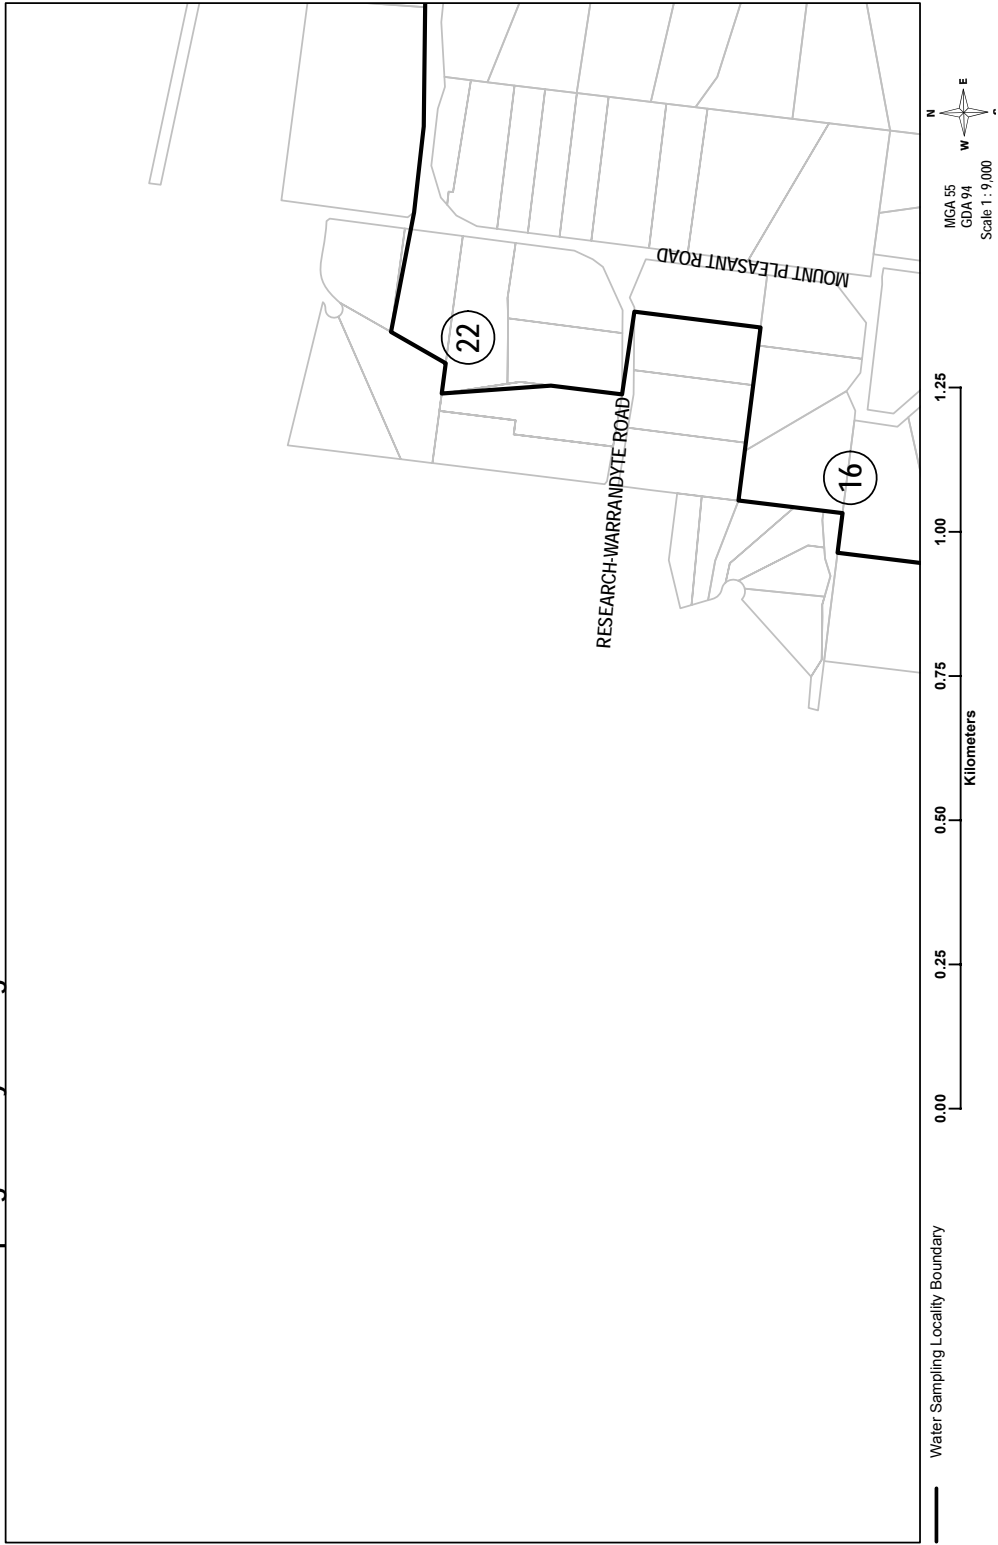 22
MOUNT PLEASANT ROAD
RESEARCH-WARRANDYTE ROAD
16
Water Sampling Locality Boundary
0.00 0.25 0.50 0.75 1.00 1.25
Kilometers
MGA 55
GDA 94
Scale 1 : 9,000
N
W E